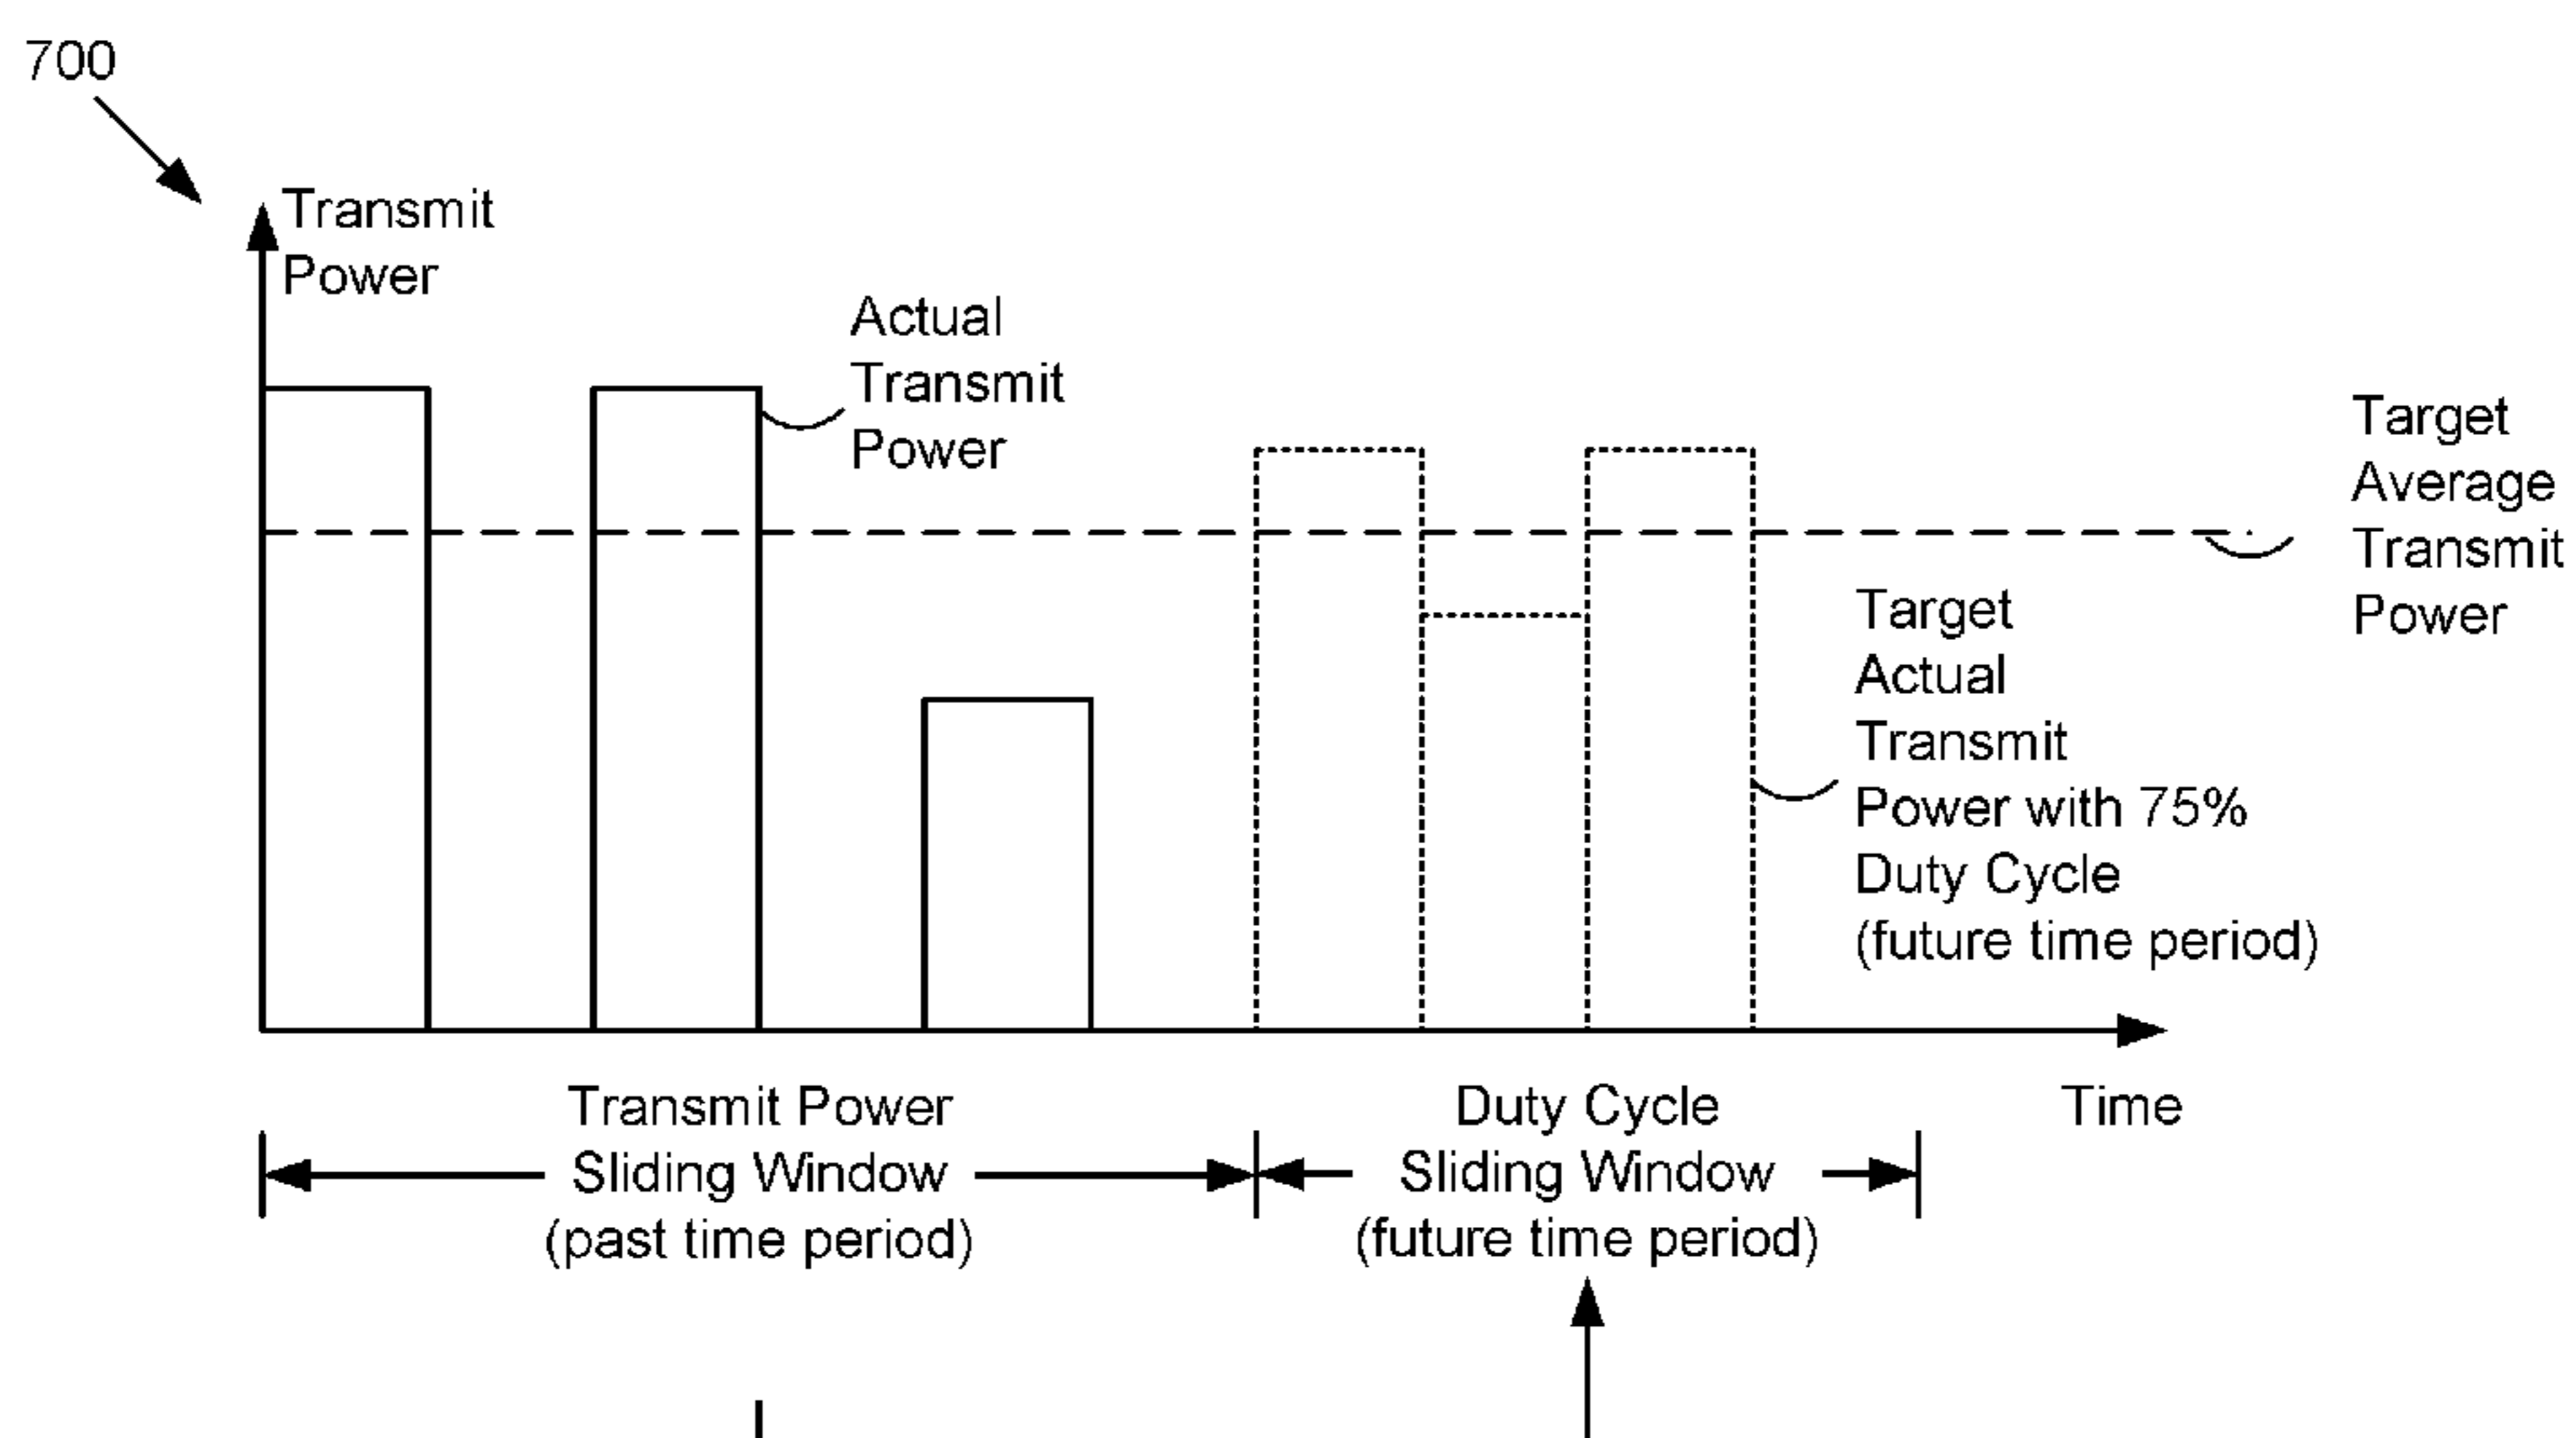 700
Transmit
Power
Actual
Transmit
Power
Target
Average
Transmit
Power
Target
Actual
Transmit
Power with 75%
Duty Cycle
(future time period)
Transmit Power
Sliding Window
(past time period)
Duty Cycle
Sliding Window
(future time period)
Time